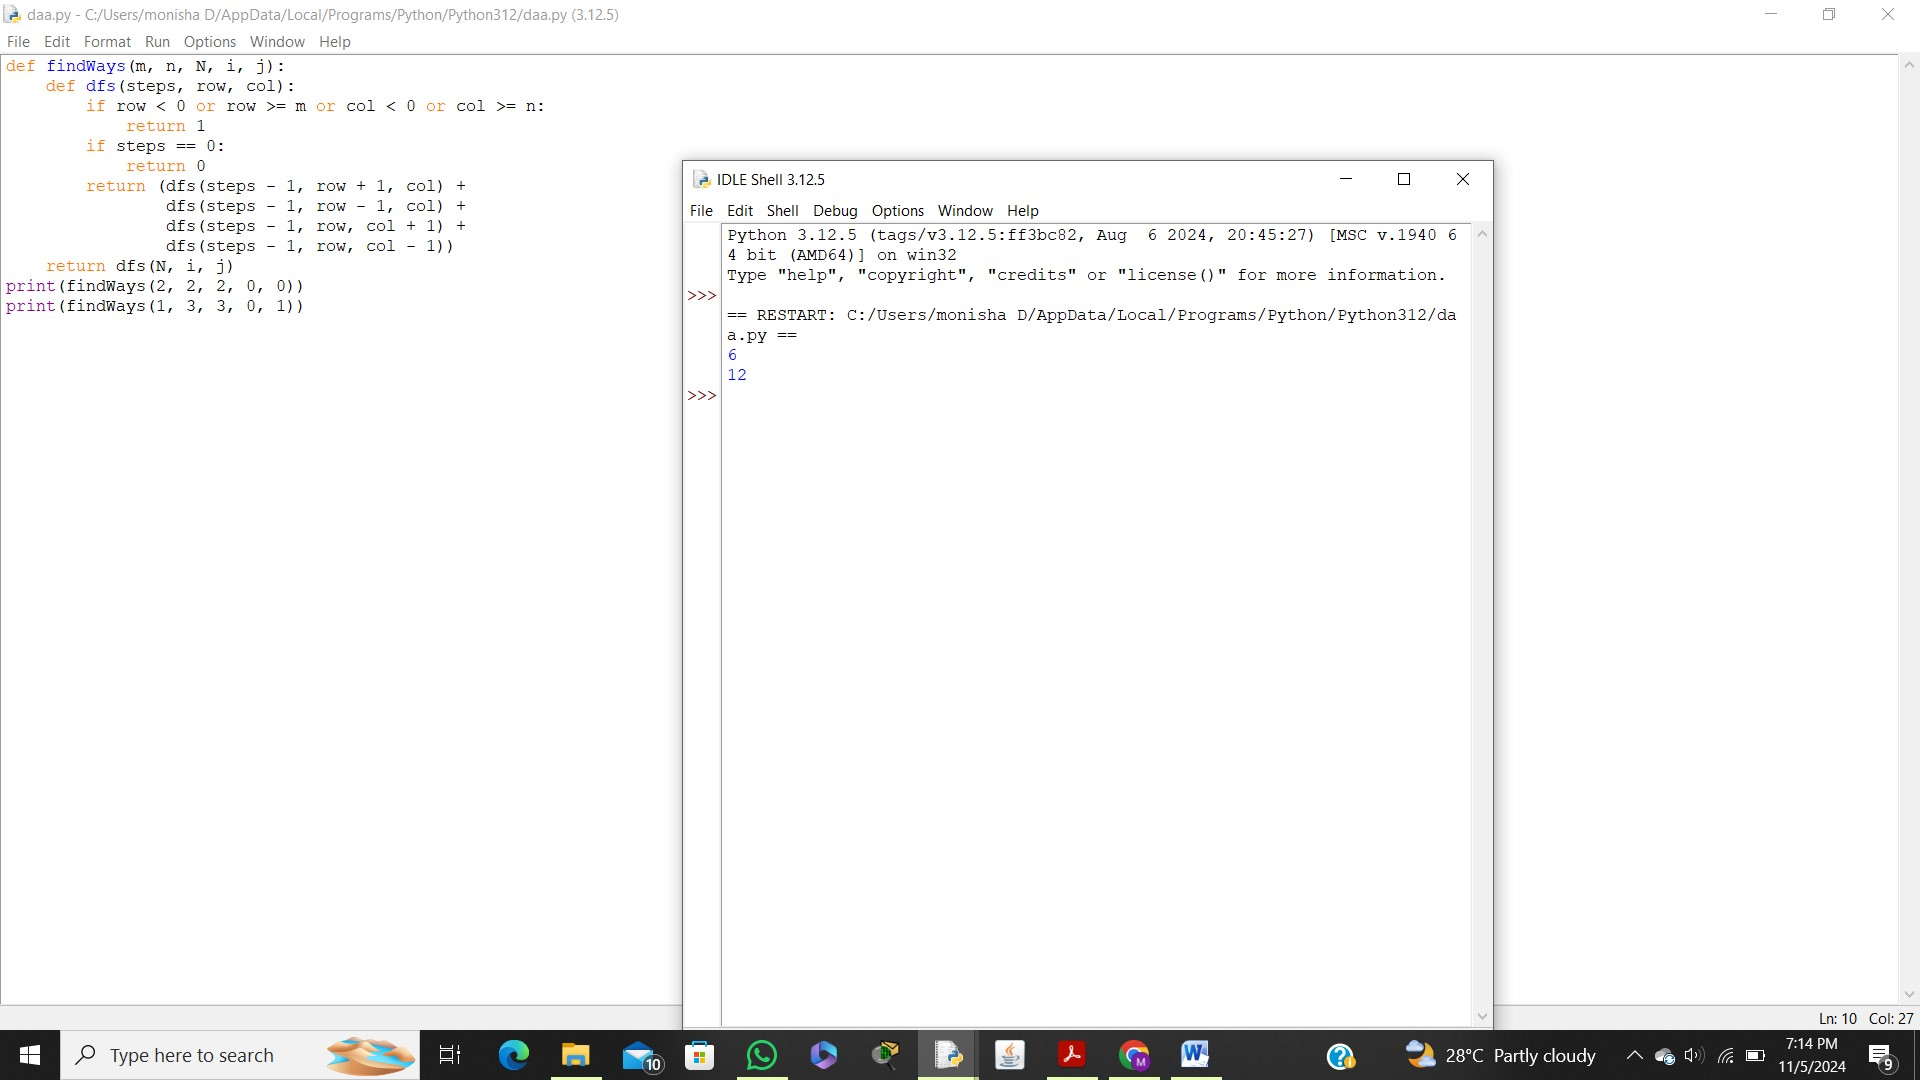 daa.py - C:/Users/monisha D/AppData/Local/Programs/Python/Python312/daa.py (3.12.5)
File Edit Format Run Options Window Help
def findWays(m, n, N, i, j):
    def dfs(steps, row, col):
        if row < 0 or row >= m or col < 0 or col >= n:
            return 1
        if steps == 0:
            return 0
        return (dfs(steps - 1, row + 1, col) +
                dfs(steps - 1, row - 1, col) +
                dfs(steps - 1, row, col + 1) +
                dfs(steps - 1, row, col - 1))
    return dfs(N, i, j)
print(findWays(2, 2, 2, 0, 0))
print(findWays(1, 3, 3, 0, 1))
IDLE Shell 3.12.5
File Edit Shell Debug Options Window Help
Python 3.12.5 (tags/v3.12.5:ff3bc82, Aug  6 2024, 20:45:27) [MSC v.1940 6
4 bit (AMD64)] on win32
Type "help", "copyright", "credits" or "license()" for more information.
>>>
== RESTART: C:/Users/monisha D/AppData/Local/Programs/Python/Python312/da
a.py ==
6
12
>>>
Ln: 10 Col: 27
Type here to search
10
M
W
28°C Partly cloudy
7:14 PM
11/5/2024
9